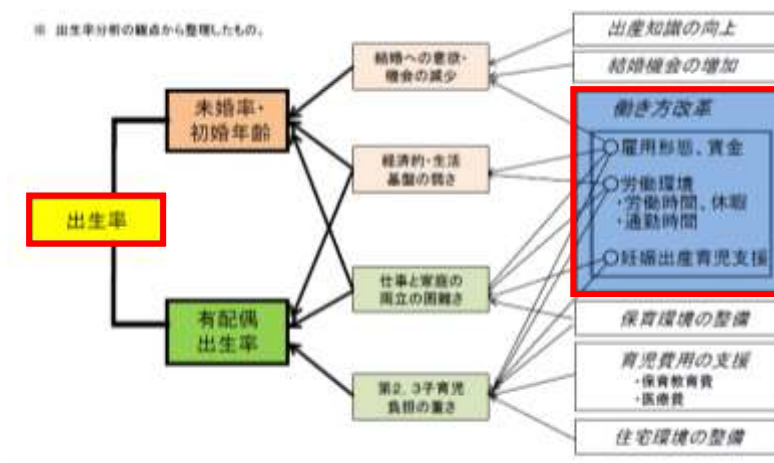 ※ 出生率分析の観点から整理したもの。
出生率
未婚率・
初婚年齢
有配偶
出生率
結婚への意欲・
機会の減少
経済的・生活
基盤の弱さ
仕事と家庭の
両立の困難さ
第2、3子育児
負担の重さ
出産知識の向上
結婚機会の増加
働き方改革
○雇用形態、賃金
○労働環境
・労働時間、休暇
・通勤時間
○妊娠出産育児支援
保育環境の整備
育児費用の支援
・保育教育費
・医療費
住宅環境の整備